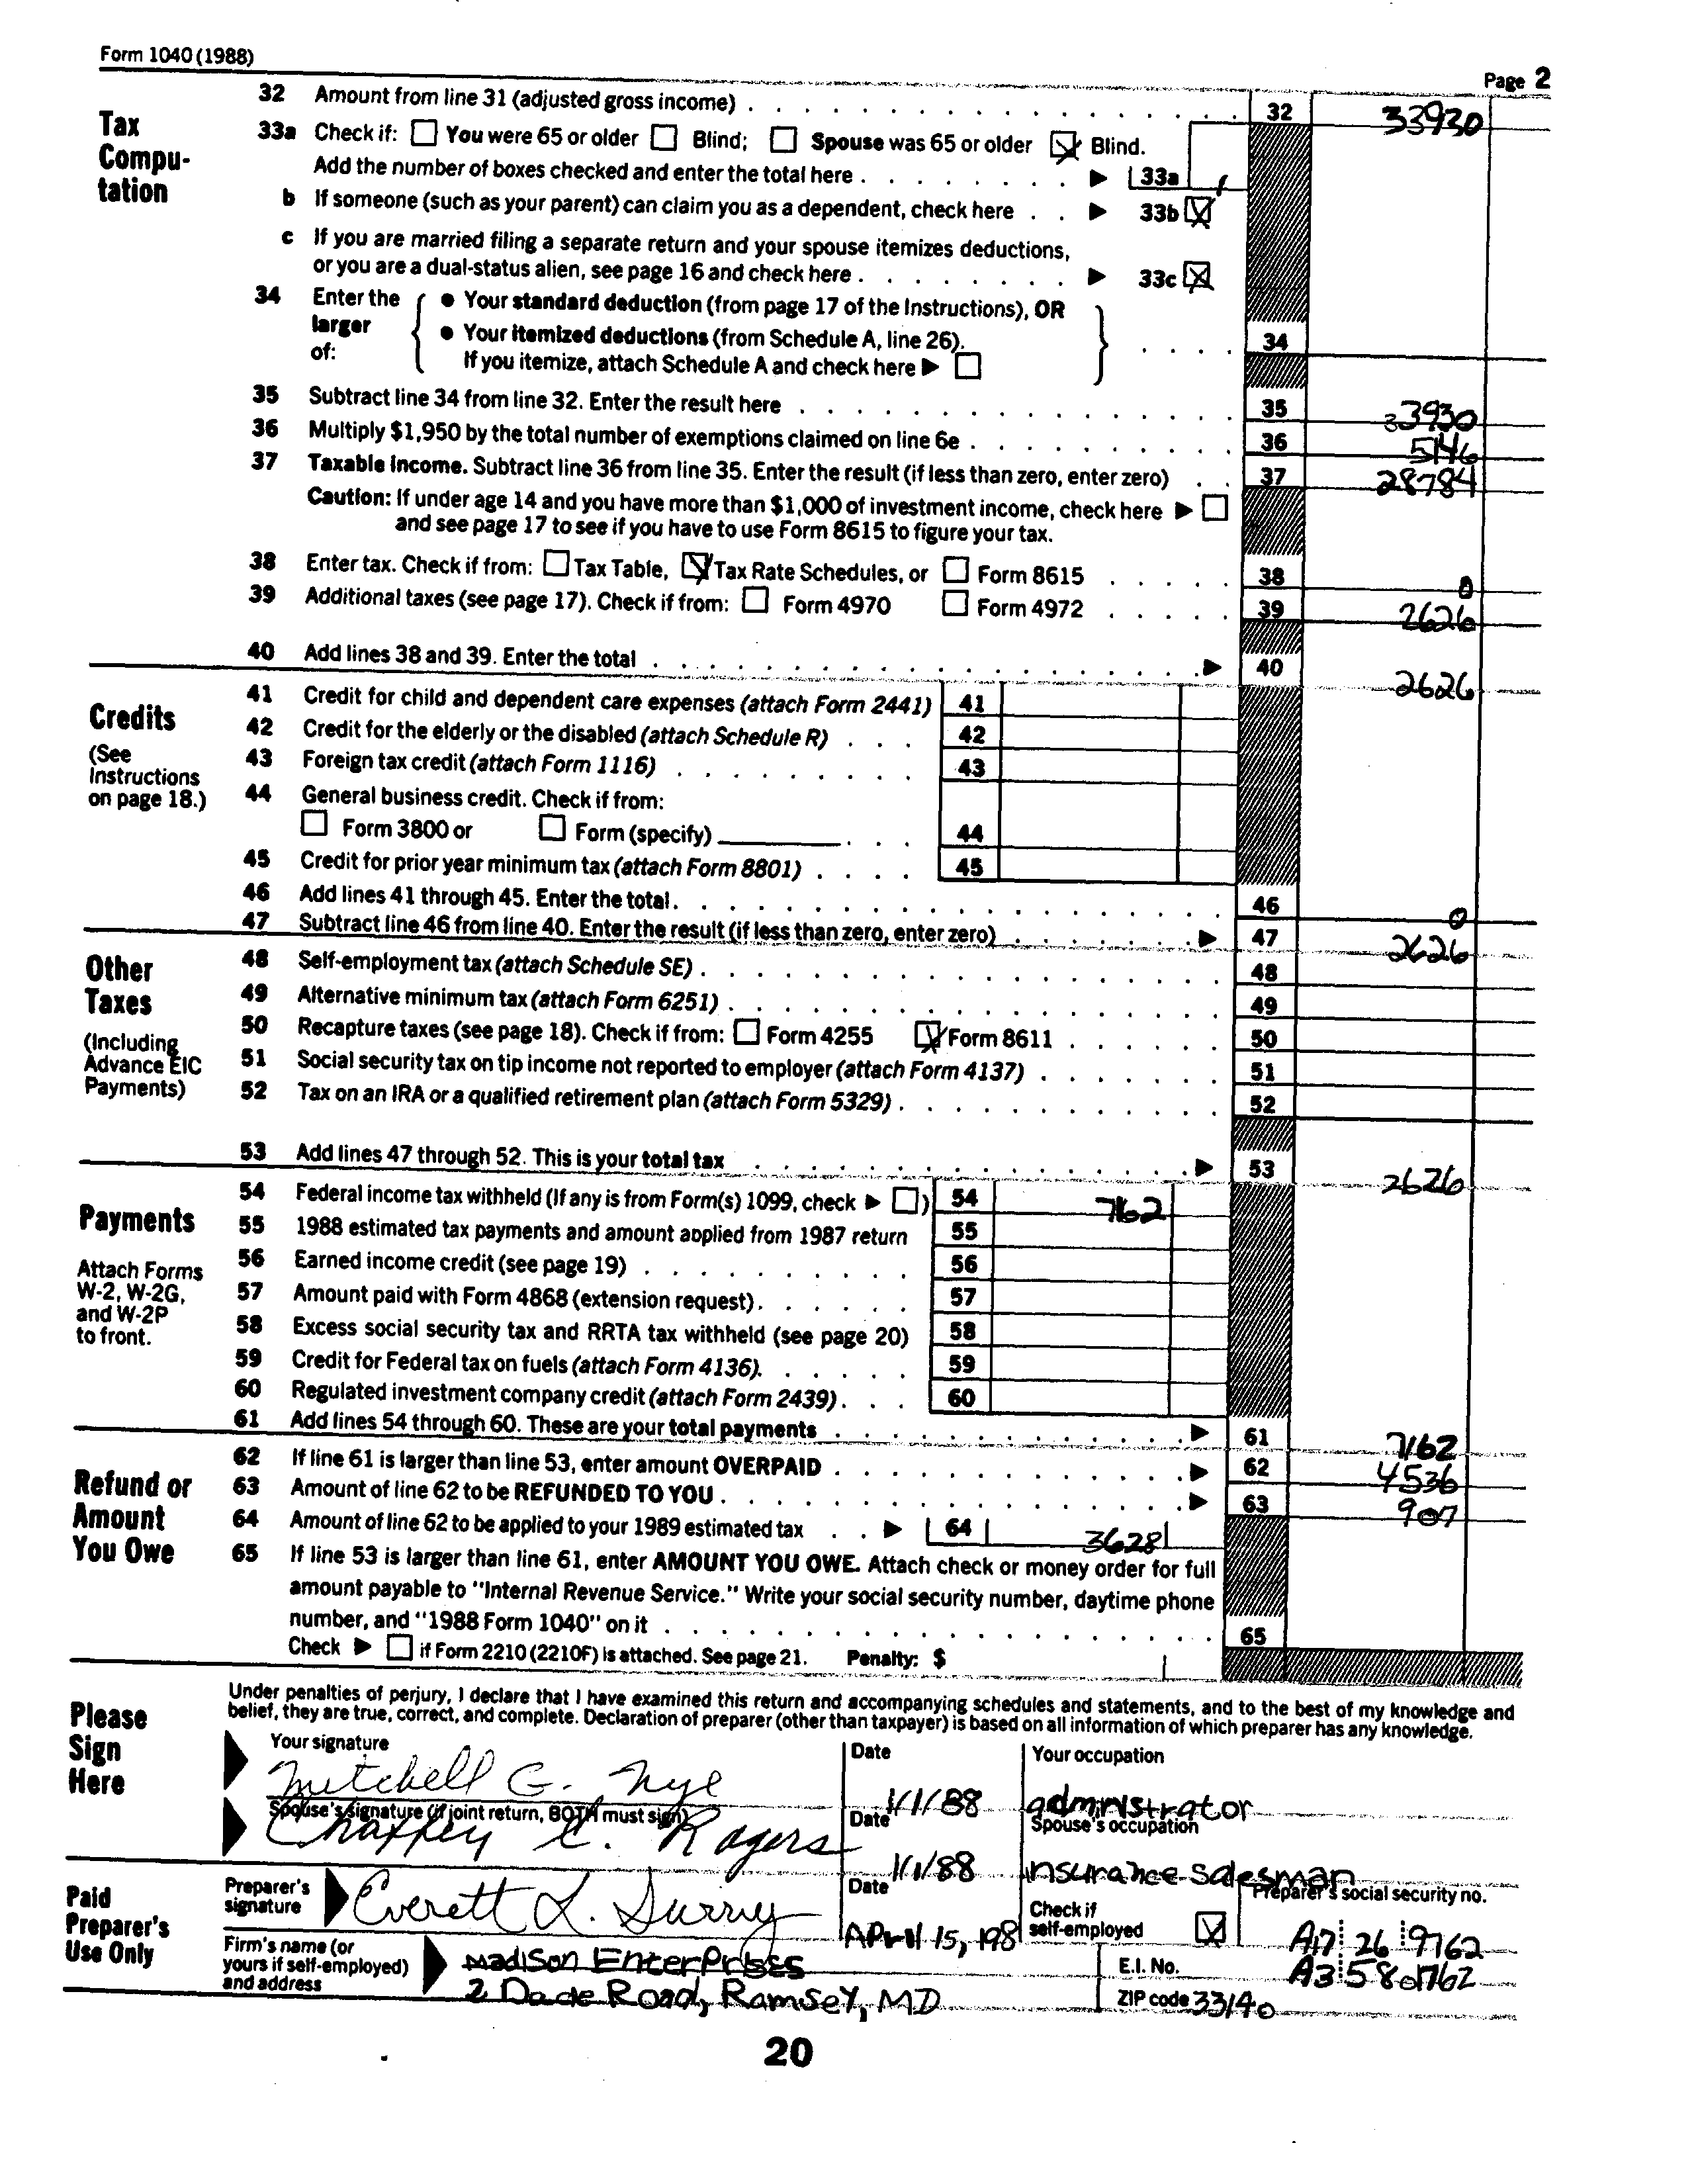 Form 1040 (1988)
Page 2
Tax Computation
32 Amount from line 31 (adjusted gross income) 32 33930
33a Check if: You were 65 or older Blind; Spouse was 65 or older Blind.
Add the number of boxes checked and enter the total here 33a 1
b If someone (such as your parent) can claim you as a dependent, check here 33b
c If you are married filing a separate return and your spouse itemizes deductions,
or you are a dual-status alien, see page 16 and check here 33c
34 Enter the larger of:
• Your standard deduction (from page 17 of the Instructions), OR
• Your itemized deductions (from Schedule A, line 26).
If you itemize, attach Schedule A and check here 34
35 Subtract line 34 from line 32. Enter the result here 35 33930
36 Multiply $1,950 by the total number of exemptions claimed on line 6e 36 5146
37 Taxable income. Subtract line 36 from line 35. Enter the result (if less than zero, enter zero) 37 28784
Caution: If under age 14 and you have more than $1,000 of investment income, check here
and see page 17 to see if you have to use Form 8615 to figure your tax.
38 Enter tax. Check if from: Tax Table, Tax Rate Schedules, or Form 8615 38 0
39 Additional taxes (see page 17). Check if from: Form 4970 Form 4972 39 2626
40 Add lines 38 and 39. Enter the total 40 2626
Credits
(See Instructions on page 18.)
41 Credit for child and dependent care expenses (attach Form 2441) 41
42 Credit for the elderly or the disabled (attach Schedule R) 42
43 Foreign tax credit (attach Form 1116) 43
44 General business credit. Check if from:
Form 3800 or Form (specify) 44
45 Credit for prior year minimum tax (attach Form 8801) 45
46 Add lines 41 through 45. Enter the total 46 0
47 Subtract line 46 from line 40. Enter the result (if less than zero, enter zero) 47 2626
Other Taxes
(Including Advance EIC Payments)
48 Self-employment tax (attach Schedule SE) 48
49 Alternative minimum tax (attach Form 6251) 49
50 Recapture taxes (see page 18). Check if from: Form 4255 Form 8611 50
51 Social security tax on tip income not reported to employer (attach Form 4137) 51
52 Tax on an IRA or a qualified retirement plan (attach Form 5329) 52
53 Add lines 47 through 52. This is your total tax 53 2626
Payments
Attach Forms W-2, W-2G, and W-2P to front.
54 Federal income tax withheld (If any is from Form(s) 1099, check ) 54 7162
55 1988 estimated tax payments and amount applied from 1987 return 55
56 Earned income credit (see page 19) 56
57 Amount paid with Form 4868 (extension request) 57
58 Excess social security tax and RRTA tax withheld (see page 20) 58
59 Credit for Federal tax on fuels (attach Form 4136) 59
60 Regulated investment company credit (attach Form 2439) 60
61 Add lines 54 through 60. These are your total payments 61 7162
Refund or Amount You Owe
62 If line 61 is larger than line 53, enter amount OVERPAID 62 4536
63 Amount of line 62 to be REFUNDED TO YOU 63 907
64 Amount of line 62 to be applied to your 1989 estimated tax 64 3628
65 If line 53 is larger than line 61, enter AMOUNT YOU OWE. Attach check or money order for full
amount payable to "Internal Revenue Service." Write your social security number, daytime phone
number, and "1988 Form 1040" on it 65
Check if Form 2210 (2210F) is attached. See page 21. Penalty: $
Please Sign Here
Under penalties of perjury, I declare that I have examined this return and accompanying schedules and statements, and to the best of my knowledge and
belief, they are true, correct, and complete. Declaration of preparer (other than taxpayer) is based on all information of which preparer has any knowledge.
Your signature Date Your occupation
Mitchell G. Nye 1/1/88 administrator
Spouse's signature (if joint return, BOTH must sign) Date Spouse's occupation
Chaffey C. Rogers 1/1/88 insurance salesman
Paid Preparer's Use Only
Preparer's signature Date Check if self-employed Preparer's social security no.
Everett L. Surry April 15, 198 A17 26 9762
Firm's name (or yours if self-employed) and address
Madison Enterprises E.I. No. A3 5801762
2 Dade Road, Ramsey, MD ZIP code 33140
20